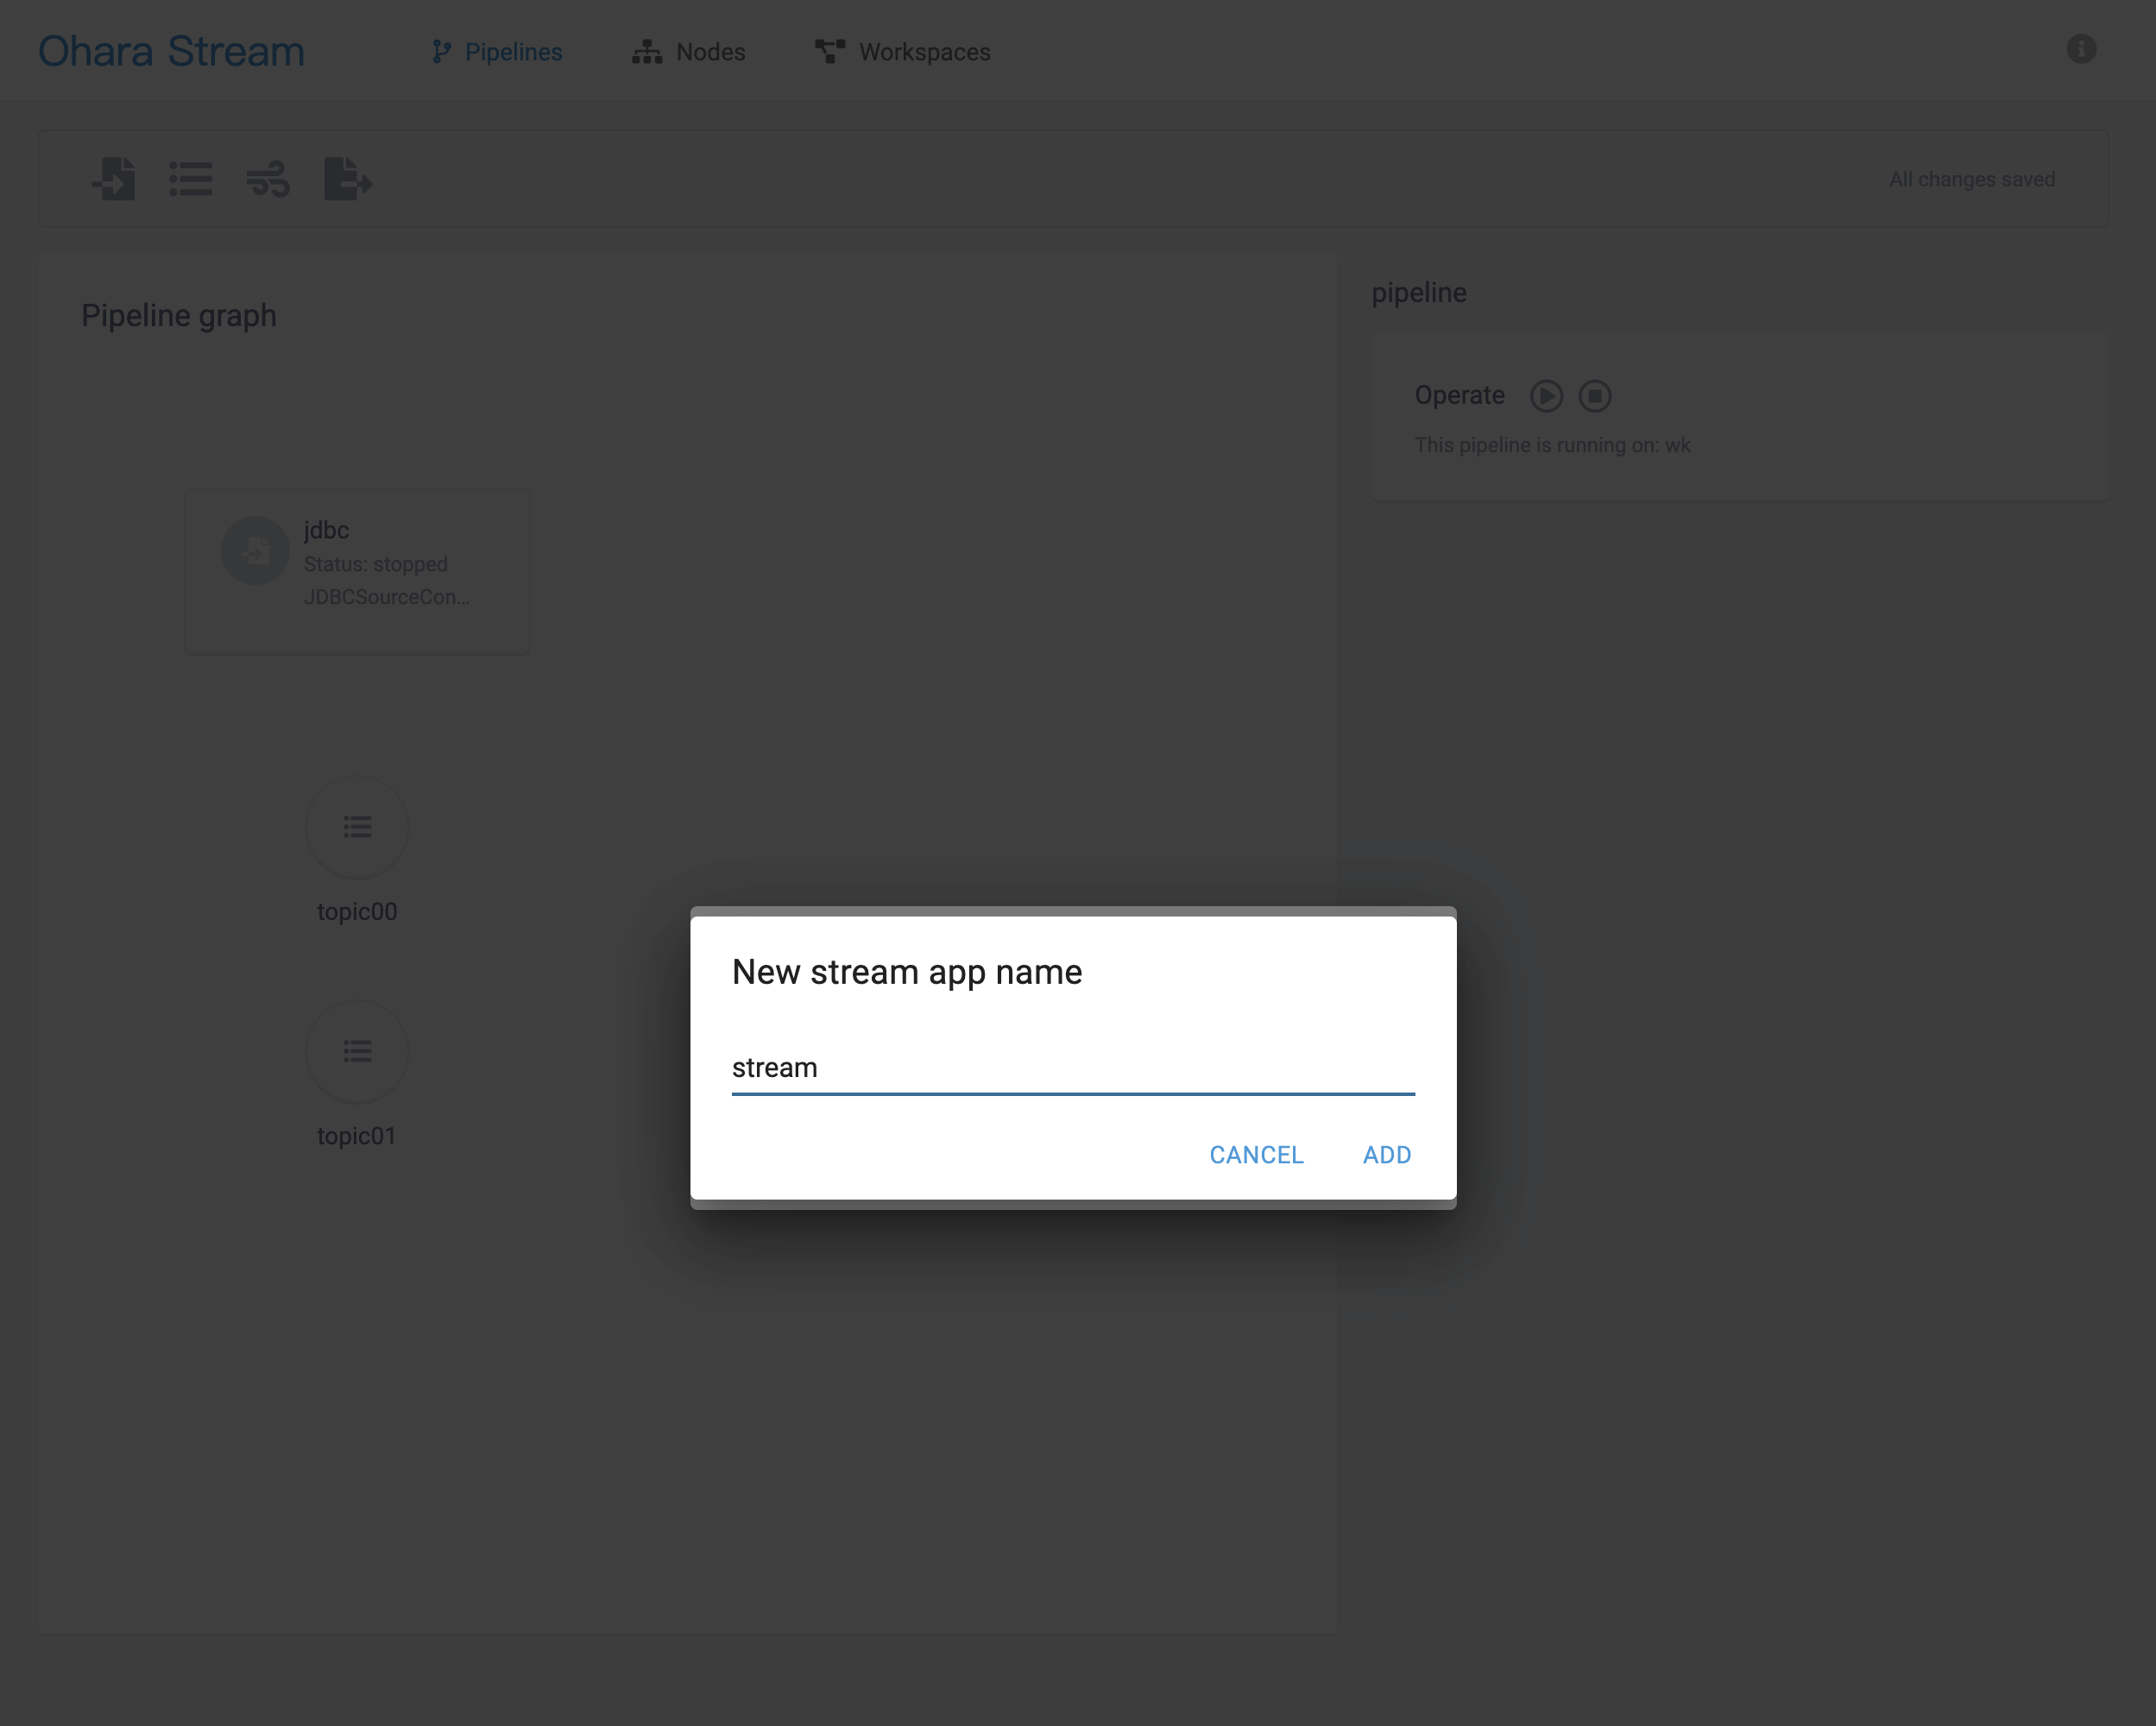 Ohara Stream
Pipelines
Nodes
Workspaces
All changes saved
Pipeline graph
pipeline
Operate
This pipeline is running on: wk
jdbc
Status: stopped
JDBCSourceCon...
topic00
topic01
New stream app name
stream
CANCEL
ADD